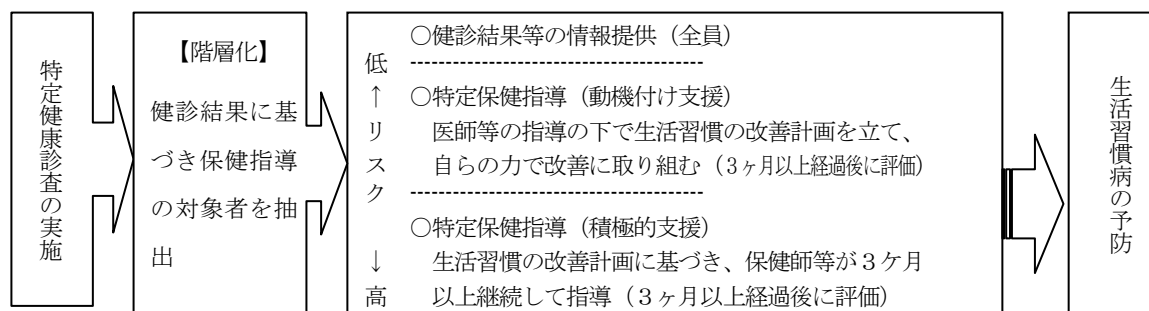 特定健康診査の実施
【階層化】
健診結果に基
づき保健指導
の対象者を抽
出
低
↑
リ
ス
ク
↓
高
○健診結果等の情報提供（全員）
-----------------------------------------
○特定保健指導（動機付け支援）
医師等の指導の下で生活習慣の改善計画を立て、
自らの力で改善に取り組む（３ヶ月以上経過後に評価）
-----------------------------------------
○特定保健指導（積極的支援）
生活習慣の改善計画に基づき、保健師等が３ケ月
以上継続して指導（３ヶ月以上経過後に評価）
生活習慣病の予防